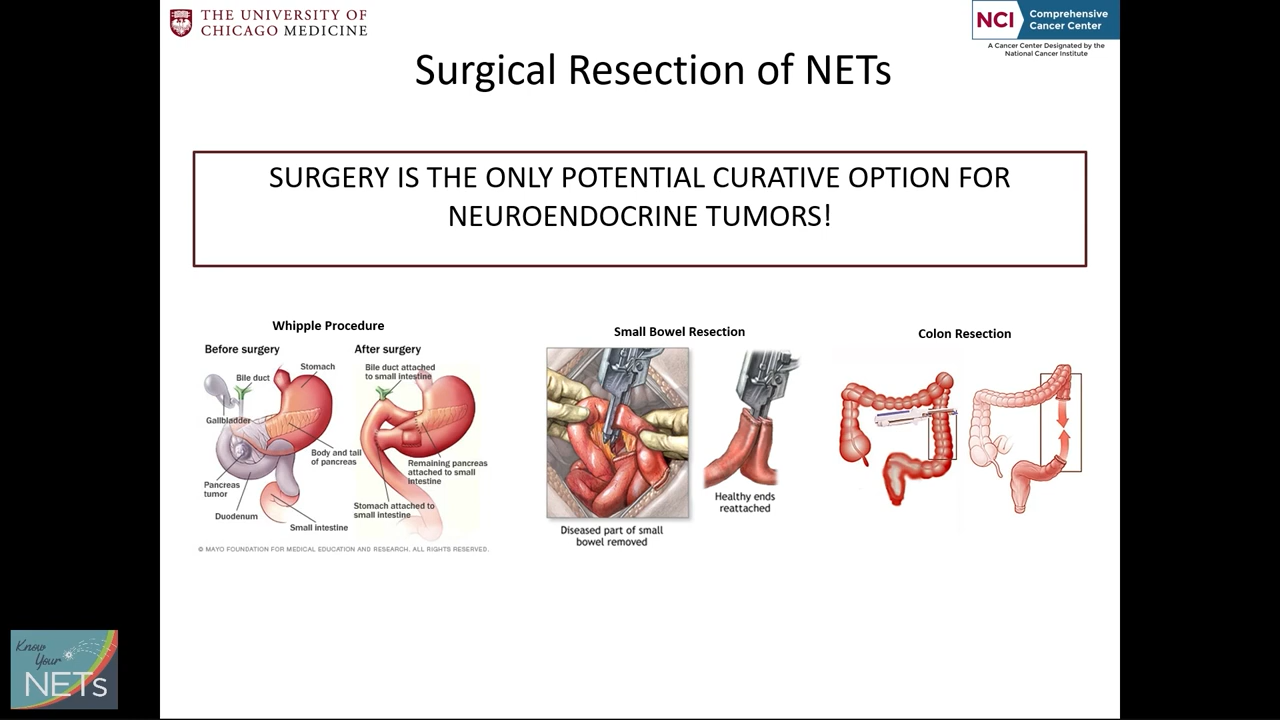 THE UNIVERSITY OF
CHICAGO MEDICINE
NCI
Comprehensive
Cancer Center
A Cancer Center Designated by the
National Cancer Institute
Surgical Resection of NETs
SURGERY IS THE ONLY POTENTIAL CURATIVE OPTION FOR
NEUROENDOCRINE TUMORS!
Whipple Procedure
Before surgery
After surgery
Stomach
Bile duct
Gallbladder
Body and tail
of pancreas
Pancreas
tumor
Duodenum
Small intestine
Bile duct attached
to small intestine
Remaining pancreas
attached to small
intestine
Stomach attached to
small intestine
© MAYO FOUNDATION FOR MEDICAL EDUCATION AND RESEARCH. ALL RIGHTS RESERVED.
Small Bowel Resection
Diseased part of small
bowel removed
Healthy ends
reattached
Colon Resection
Know
Your
NETs